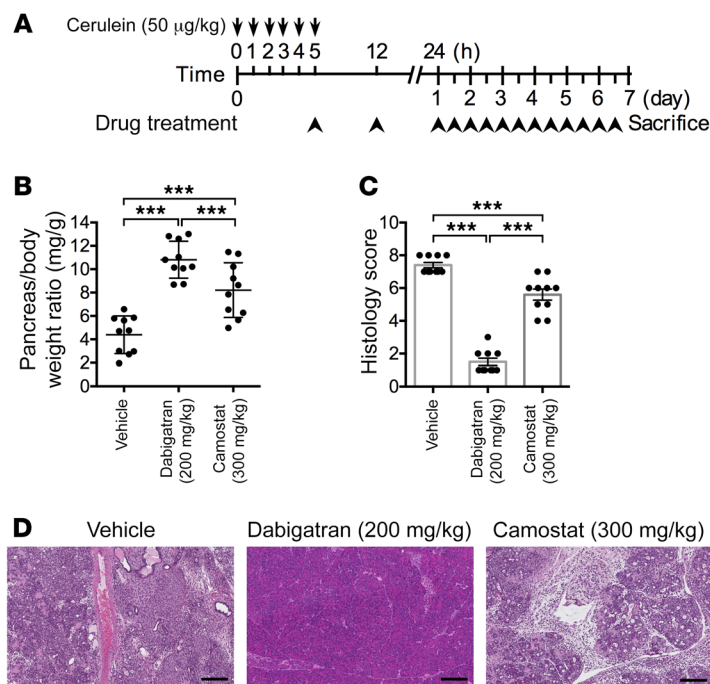 A
Cerulein (50 μg/kg)
0 1 2 3 4 5 12 24 (h)
Time
0 1 2 3 4 5 6 7 (day)
Drug treatment Sacrifice
B
***
*** ***
Pancreas/body
weight ratio (mg/g)
14
12
10
8
6
4
2
0
Vehicle
Dabigatran
(200 mg/kg)
Camostat
(300 mg/kg)
C
***
*** ***
Histology score
10
8
6
4
2
0
Vehicle
Dabigatran
(200 mg/kg)
Camostat
(300 mg/kg)
D
Vehicle Dabigatran (200 mg/kg) Camostat (300 mg/kg)